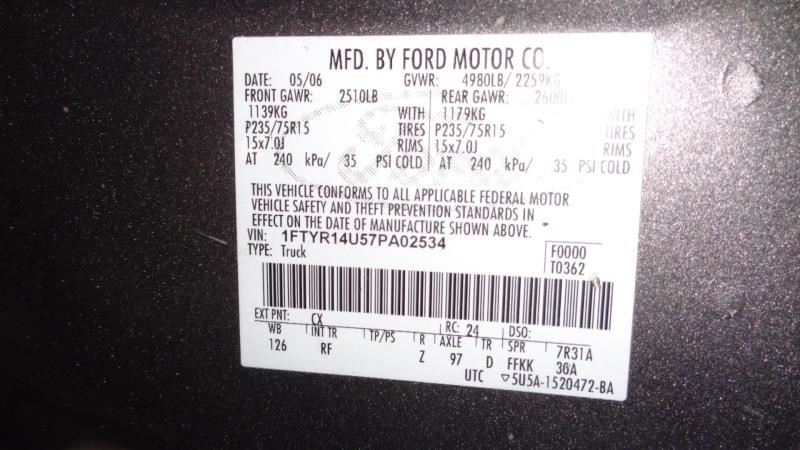 MFD. BY FORD MOTOR CO.
DATE: 05/06 GVWR: 4980LB/ 2259KG
FRONT GAWR: 2510LB REAR GAWR: 2600LB
1139KG WITH 1179KG WITH
P235/75R15 TIRES P235/75R15 TIRES
15x7.0J RIMS 15x7.0J RIMS
AT 240 kPa/ 35 PSI COLD AT 240 kPa/ 35 PSI COLD
THIS VEHICLE CONFORMS TO ALL APPLICABLE FEDERAL MOTOR
VEHICLE SAFETY AND THEFT PREVENTION STANDARDS IN
EFFECT ON THE DATE OF MANUFACTURE SHOWN ABOVE.
VIN: 1FTYR14U57PA02534
TYPE: Truck F0000
T0362
EXT PNT: CX RC: 24 DSO:
WB INT TR TP/PS R AXLE TR SPR 7R31A
126 RF Z 97 D FFKK 36A
UTC ▽5U5A-1520472-BA